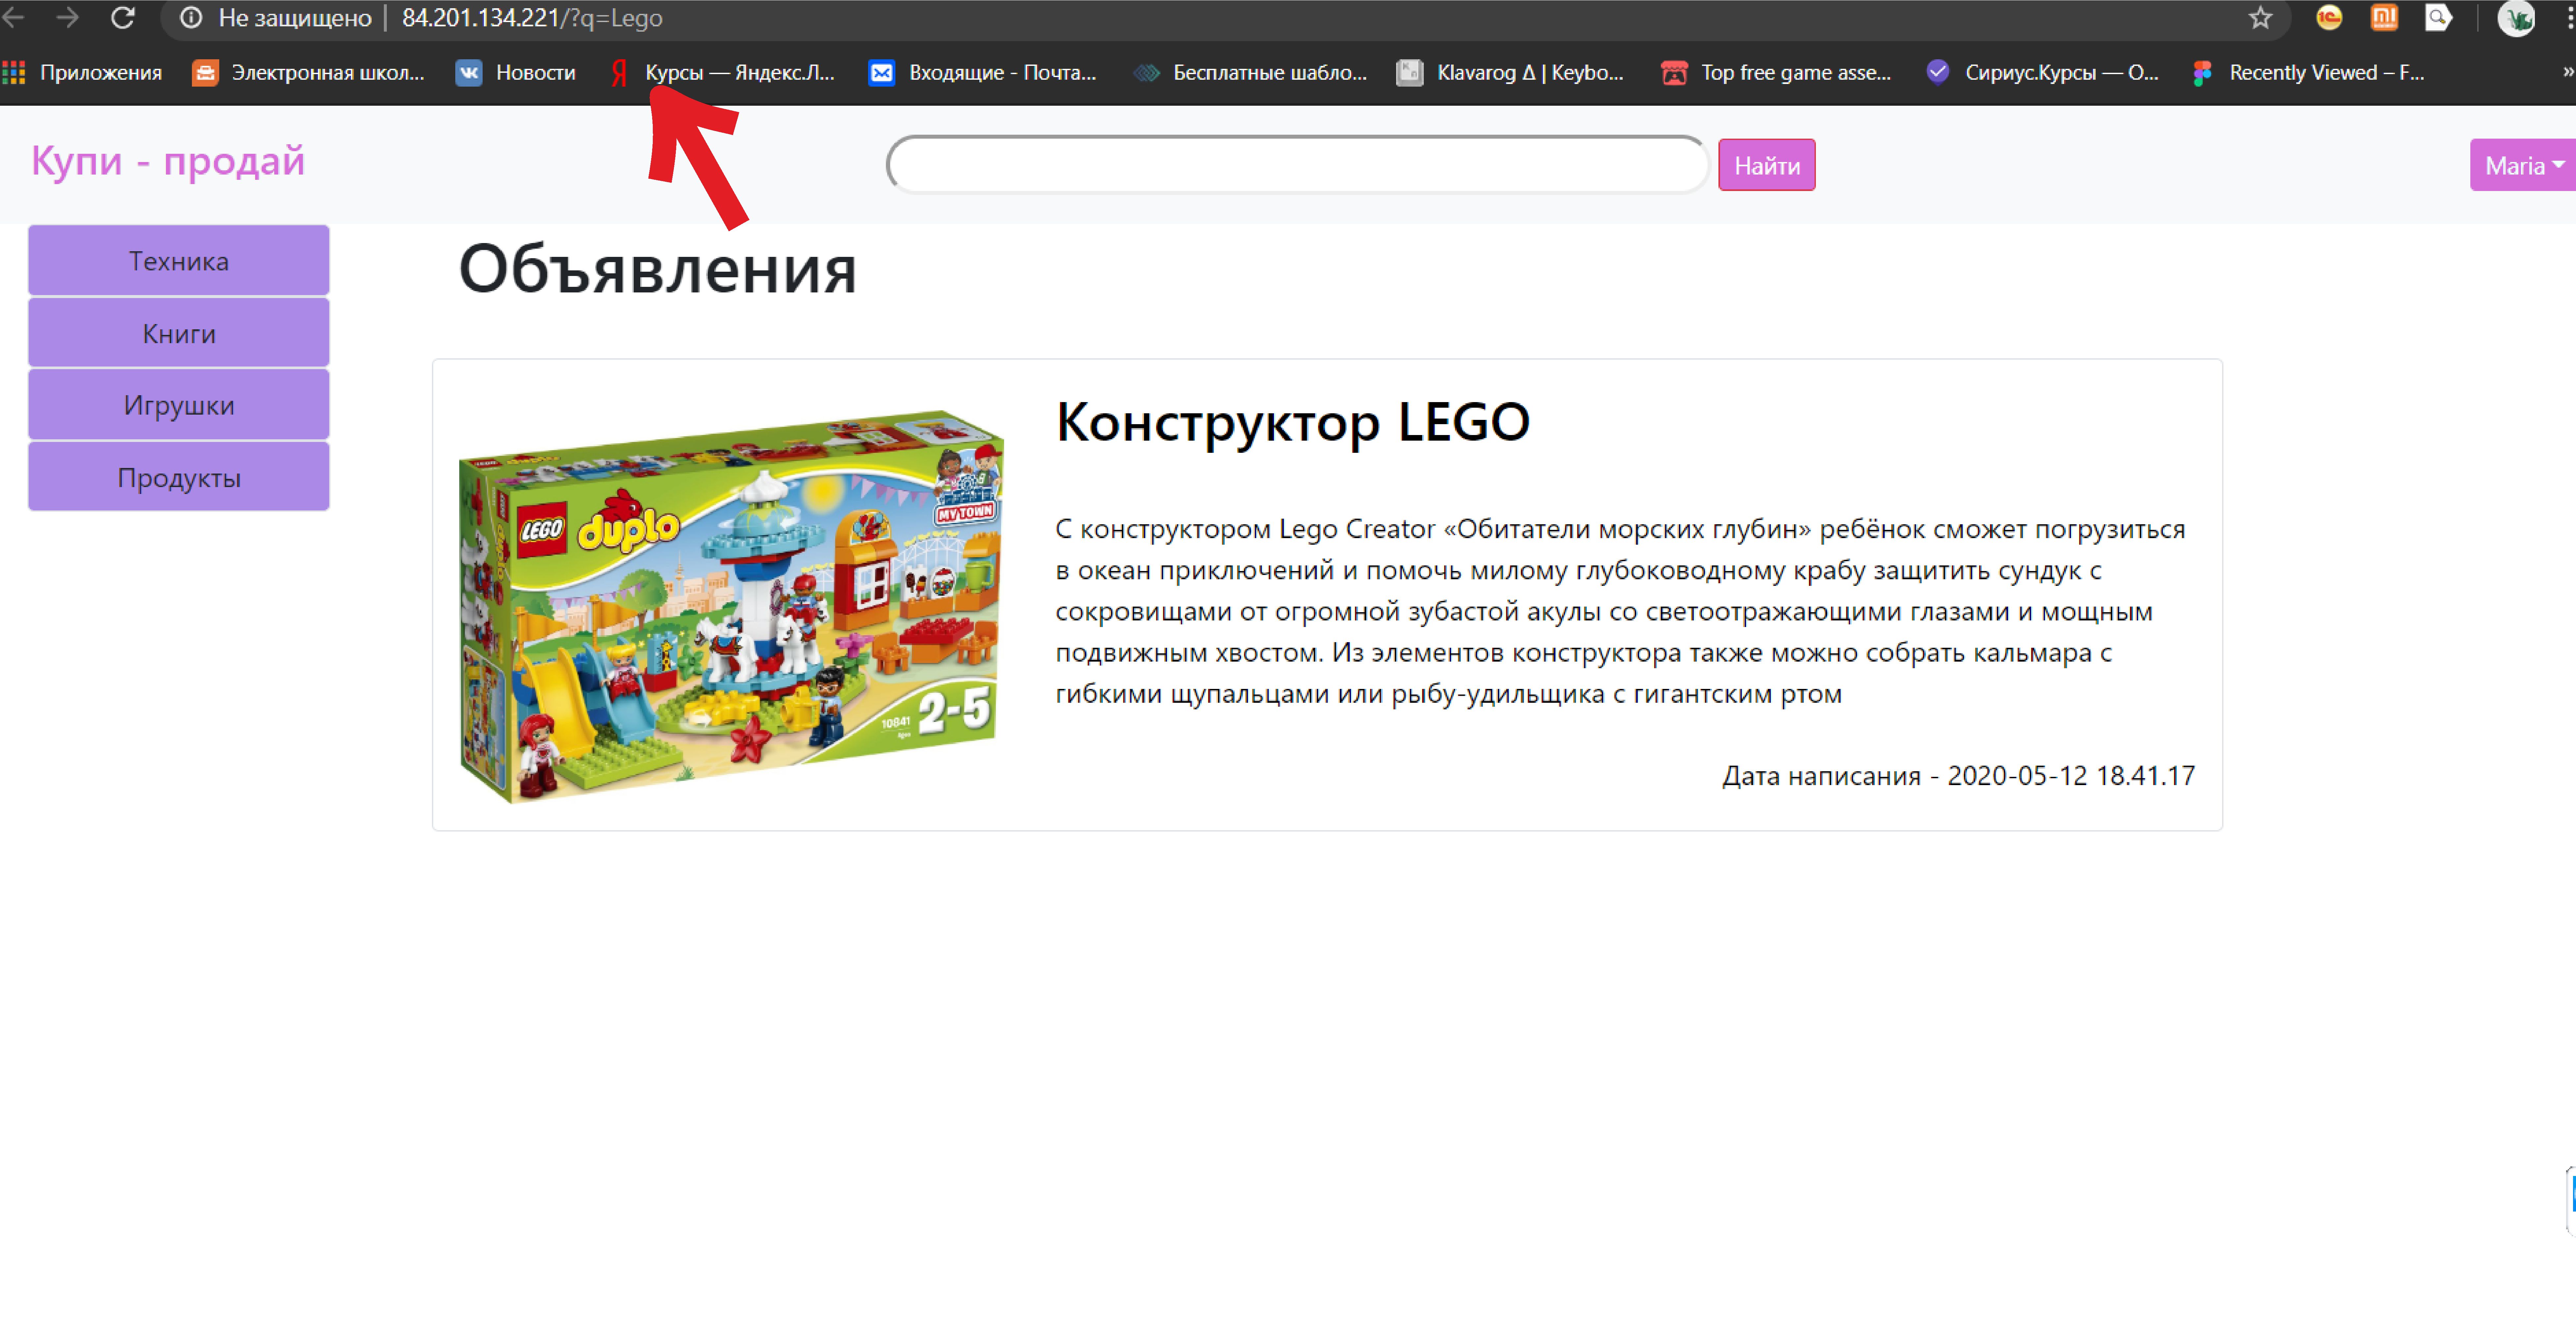 Не защищено | 84.201.134.221/?q=Lego
Приложения Электронная школ... Новости Курсы — Яндекс.Л... Входящие - Почта... Бесплатные шабло... Klavarog Δ | Keybo... Top free game asse... Сириус.Курсы — О... Recently Viewed – F... »
Купи - продай
Найти
Maria
Техника
Книги
Игрушки
Продукты
Объявления
LEGO duplo
MY TOWN
10841
2-5
Конструктор LEGO
С конструктором Lego Creator «Обитатели морских глубин» ребёнок сможет погрузиться
в океан приключений и помочь милому глубоководному крабу защитить сундук с
сокровищами от огромной зубастой акулы со светоотражающими глазами и мощным
подвижным хвостом. Из элементов конструктора также можно собрать кальмара с
гибкими щупальцами или рыбу-удильщика с гигантским ртом
Дата написания - 2020-05-12 18.41.17